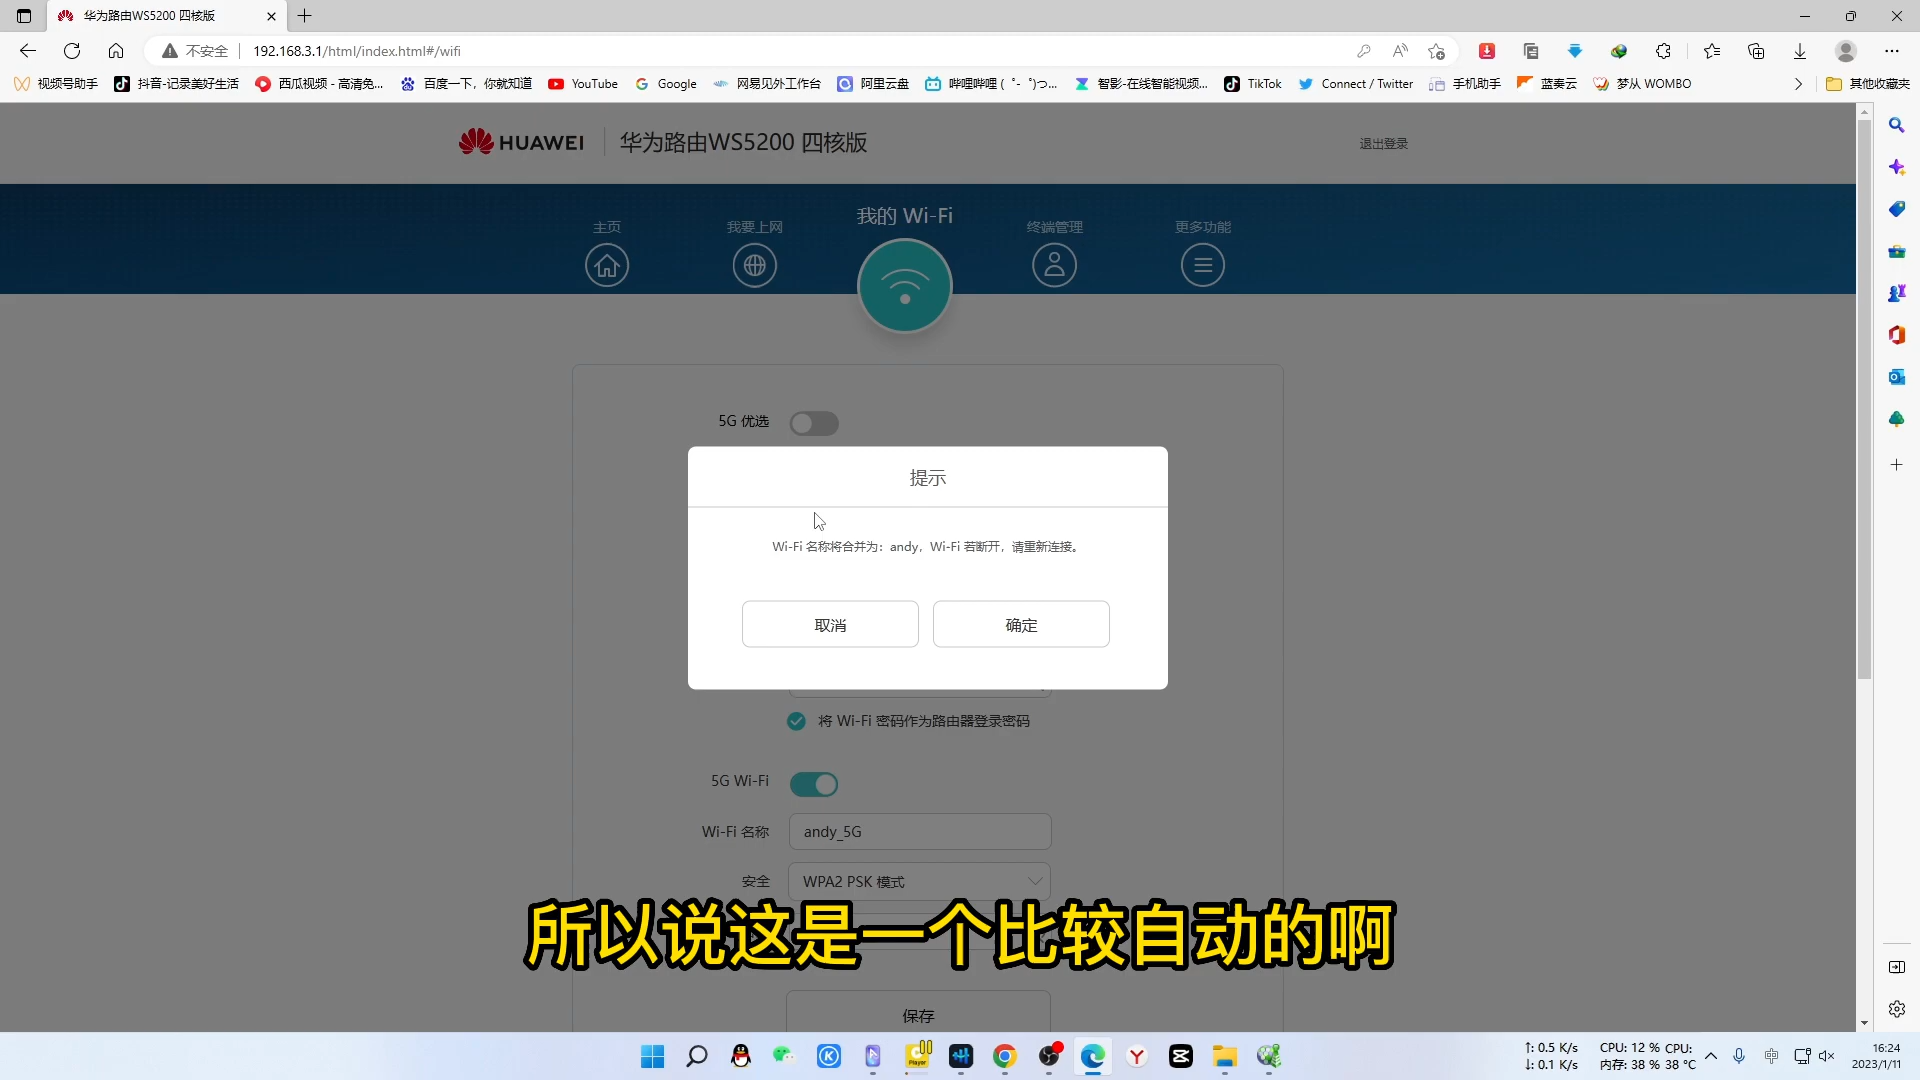 华为路由WS5200 四核版
不安全
192.168.3.1/html/index.html#/wifi
视频号助手
抖音-记录美好生活
西瓜视频 - 高清免...
百度一下，你就知道
YouTube
Google
网易见外工作台
阿里云盘
哔哩哔哩 ( ゜- ゜)つ...
智影-在线智能视频...
TikTok
Connect / Twitter
手机助手
蓝奏云
梦从 WOMBO
其他收藏夹
HUAWEI
华为路由WS5200 四核版
退出登录
主页
我要上网
我的 Wi-Fi
终端管理
更多功能
5G 优选
提示
Wi-Fi 名称将合并为：andy，Wi-Fi 若断开，请重新连接。
取消
确定
将 Wi-Fi 密码作为路由器登录密码
5G Wi-Fi
Wi-Fi 名称
andy_5G
安全
WPA2 PSK 模式
所以说这是一个比较自动的啊
保存
↑: 0.5 K/s
↓: 0.1 K/s
CPU: 12 % CPU:
内存: 38 % 38 °C
中
16:24
2023/1/11